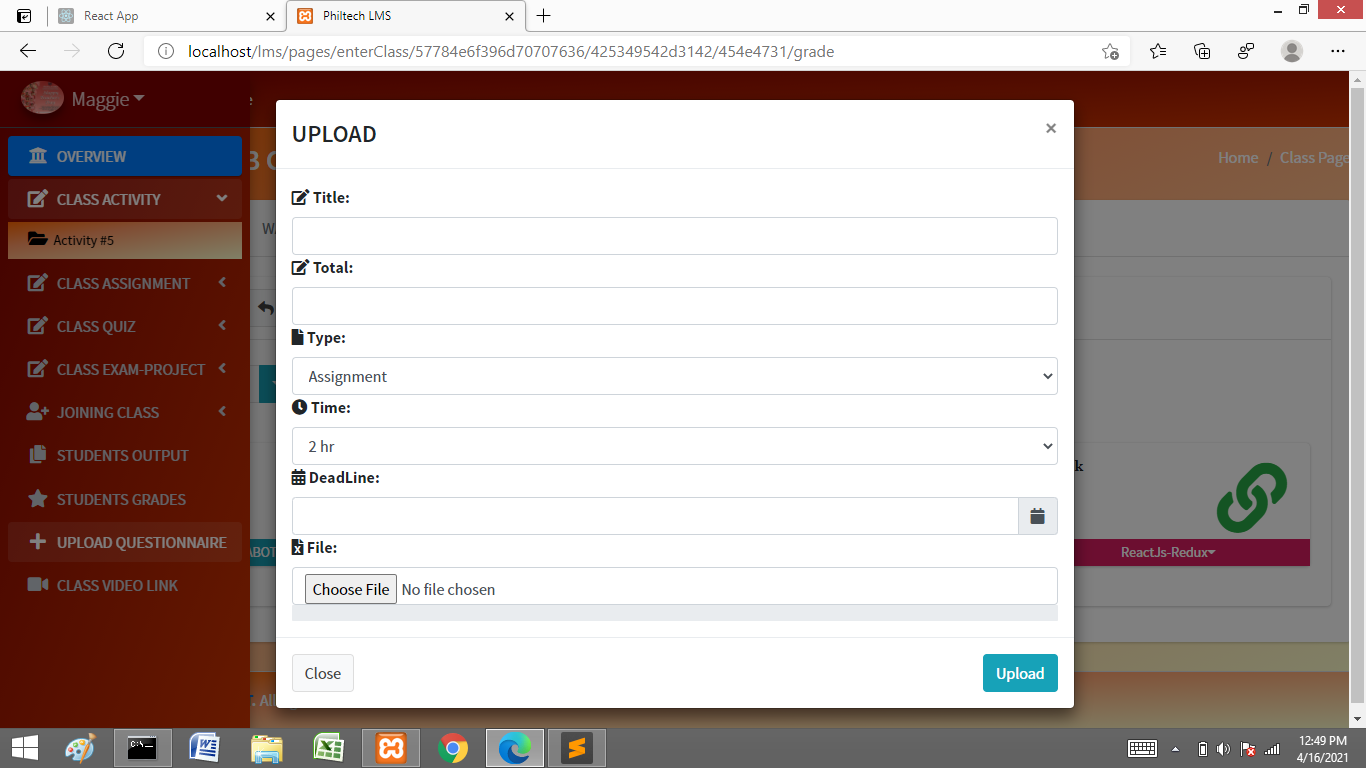 React App
Philtech LMS
localhost/lms/pages/enterClass/57784e6f396d70707636/425349542d3142/454e4731/grade
Maggie
OVERVIEW
CLASS ACTIVITY
Activity #5
CLASS ASSIGNMENT
CLASS QUIZ
CLASS EXAM-PROJECT
JOINING CLASS
STUDENTS OUTPUT
STUDENTS GRADES
UPLOAD QUESTIONNAIRE
CLASS VIDEO LINK
Home / Class Page
UPLOAD
×
Title:
Total:
Type:
Assignment
Time:
2 hr
DeadLine:
File:
Choose File No file chosen
Close
Upload
ReactJs-Redux
12:49 PM
4/16/2021